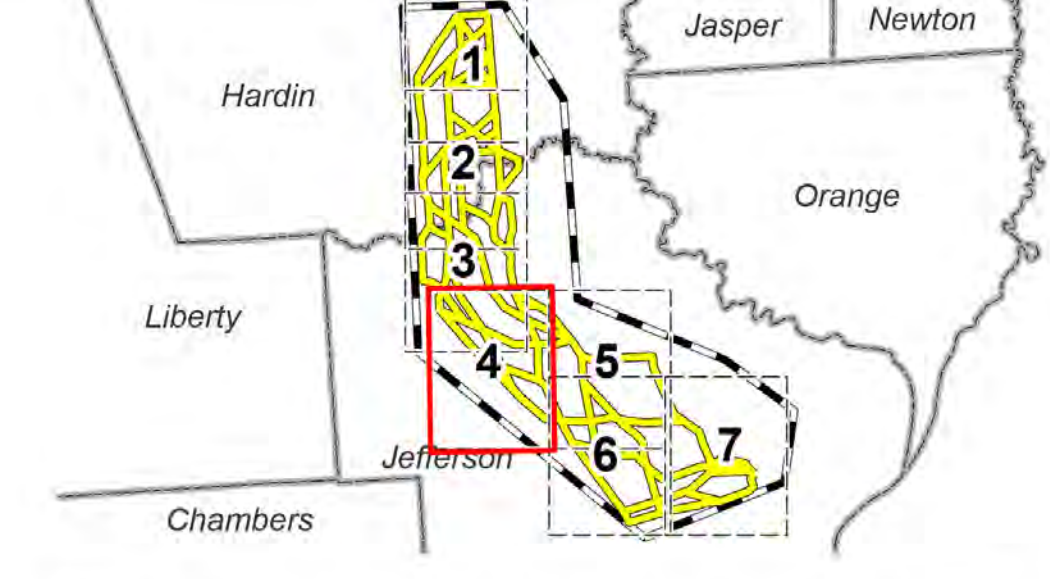 Jasper
Newton
1
Hardin
2
Orange
3
Liberty
4
5
7
6
Jefferson
Chambers